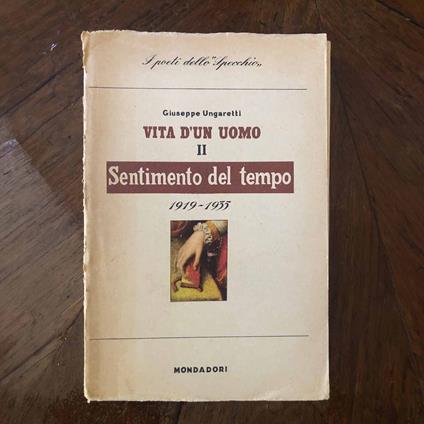 I poeti dello "Specchio„
Giuseppe Ungaretti
VITA D'UN UOMO
II
Sentimento del tempo
1919-1935
MONDADORI